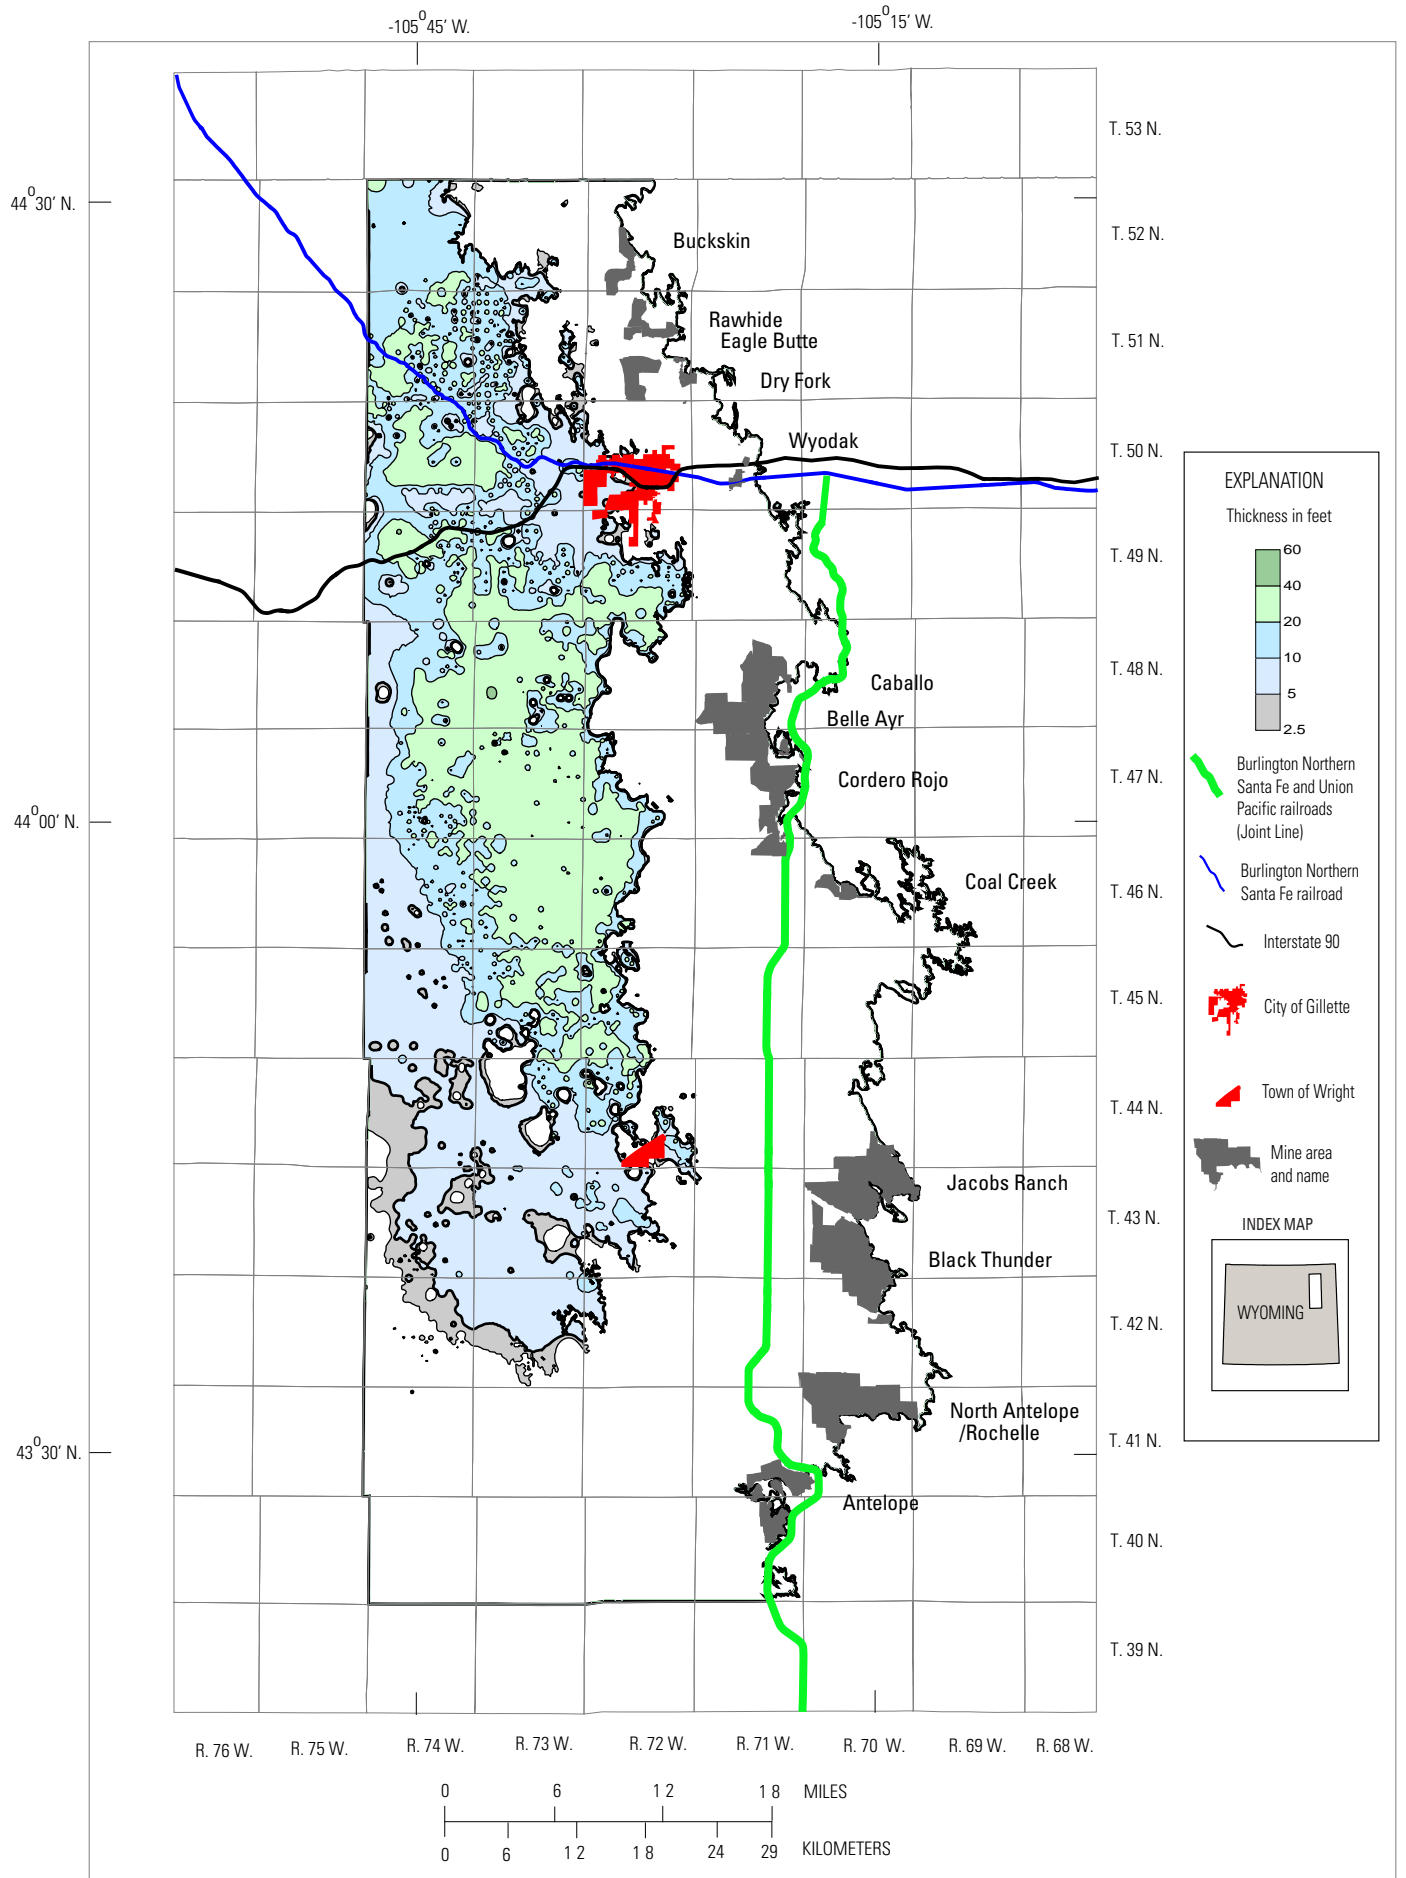 -105° 45' W.
-105° 15' W.
44° 30' N.
44° 00' N.
43° 30' N.
T. 53 N.
T. 52 N.
T. 51 N.
T. 50 N.
T. 49 N.
T. 48 N.
T. 47 N.
T. 46 N.
T. 45 N.
T. 44 N.
T. 43 N.
T. 42 N.
T. 41 N.
T. 40 N.
T. 39 N.
Buckskin
Rawhide
Eagle Butte
Dry Fork
Wyodak
Caballo
Belle Ayr
Cordero Rojo
Coal Creek
Jacobs Ranch
Black Thunder
North Antelope
/Rochelle
Antelope
EXPLANATION
Thickness in feet
60
40
20
10
5
2.5
Burlington Northern
Santa Fe and Union
Pacific railroads
(Joint Line)
Burlington Northern
Santa Fe railroad
Interstate 90
City of Gillette
Town of Wright
Mine area
and name
INDEX MAP
WYOMING
R. 76 W. R. 75 W. R. 74 W. R. 73 W. R. 72 W. R. 71 W. R. 70 W. R. 69 W. R. 68 W.
0 6 12 18 MILES
0 6 12 18 24 29 KILOMETERS